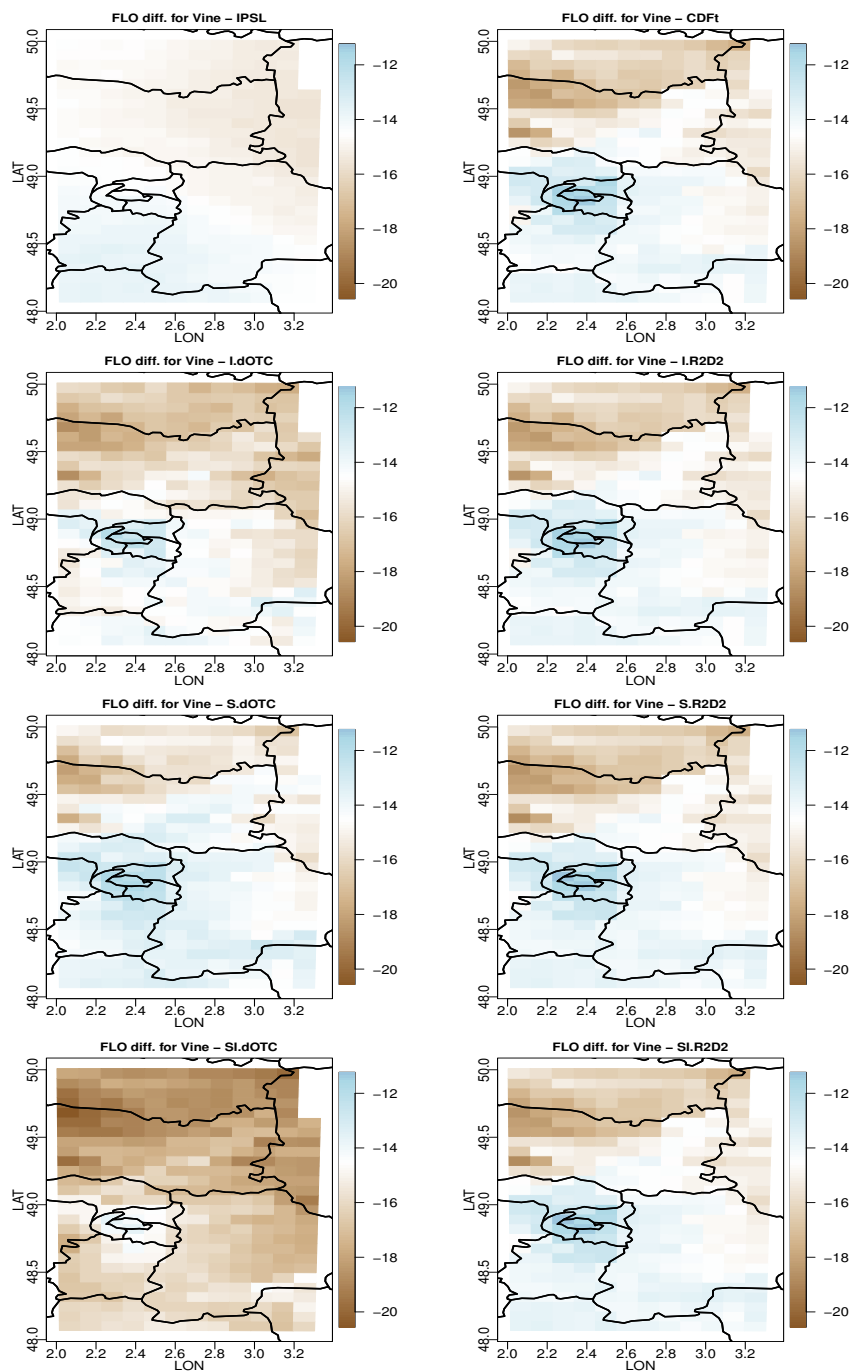 FLO diff. for Vine − IPSL
LAT
50.0
49.5
49.0
48.5
48.0
2.0 2.2 2.4 2.6 2.8 3.0 3.2
LON
−12
−14
−16
−18
−20
FLO diff. for Vine − CDFt
LAT
50.0
49.5
49.0
48.5
48.0
2.0 2.2 2.4 2.6 2.8 3.0 3.2
LON
−12
−14
−16
−18
−20
FLO diff. for Vine − I.dOTC
LAT
50.0
49.5
49.0
48.5
48.0
2.0 2.2 2.4 2.6 2.8 3.0 3.2
LON
−12
−14
−16
−18
−20
FLO diff. for Vine − I.R2D2
LAT
50.0
49.5
49.0
48.5
48.0
2.0 2.2 2.4 2.6 2.8 3.0 3.2
LON
−12
−14
−16
−18
−20
FLO diff. for Vine − S.dOTC
LAT
50.0
49.5
49.0
48.5
48.0
2.0 2.2 2.4 2.6 2.8 3.0 3.2
LON
−12
−14
−16
−18
−20
FLO diff. for Vine − S.R2D2
LAT
50.0
49.5
49.0
48.5
48.0
2.0 2.2 2.4 2.6 2.8 3.0 3.2
LON
−12
−14
−16
−18
−20
FLO diff. for Vine − SI.dOTC
LAT
50.0
49.5
49.0
48.5
48.0
2.0 2.2 2.4 2.6 2.8 3.0 3.2
LON
−12
−14
−16
−18
−20
FLO diff. for Vine − SI.R2D2
LAT
50.0
49.5
49.0
48.5
48.0
2.0 2.2 2.4 2.6 2.8 3.0 3.2
LON
−12
−14
−16
−18
−20